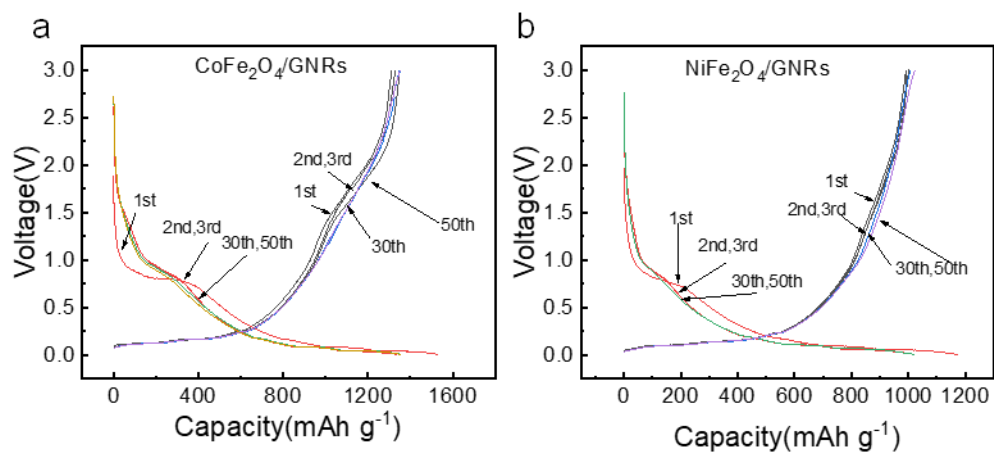 a
CoFe₂O₄/GNRs
3.0
2.5
2.0
1.5
1.0
0.5
0.0
Voltage(V)
1st
2nd,3rd
30th,50th
2nd,3rd
1st
50th
30th
0 400 800 1200 1600
Capacity(mAh g⁻¹)
b
NiFe₂O₄/GNRs
3.0
2.5
2.0
1.5
1.0
0.5
0.0
Voltage(V)
1st
2nd,3rd
30th,50th
1st
2nd,3rd
30th,50th
0 200 400 600 800 1000 1200
Capacity(mAh g⁻¹)